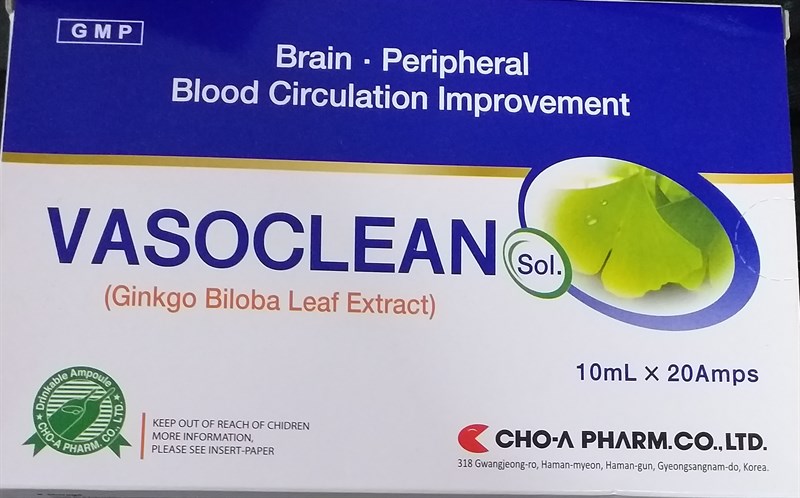 GMP
Brain · Peripheral
Blood Circulation Improvement
VASOCLEAN
Sol.
(Ginkgo Biloba Leaf Extract)
10mL × 20Amps
Drinkable Ampoule
CHO-A PHARM CO., LTD.
KEEP OUT OF REACH OF CHIDREN
MORE INFORMATION,
PLEASE SEE INSERT-PAPER
CHO-A PHARM.CO.,LTD.
318 Gwangjeong-ro, Haman-myeon, Haman-gun, Gyeongsangnam-do, Korea.